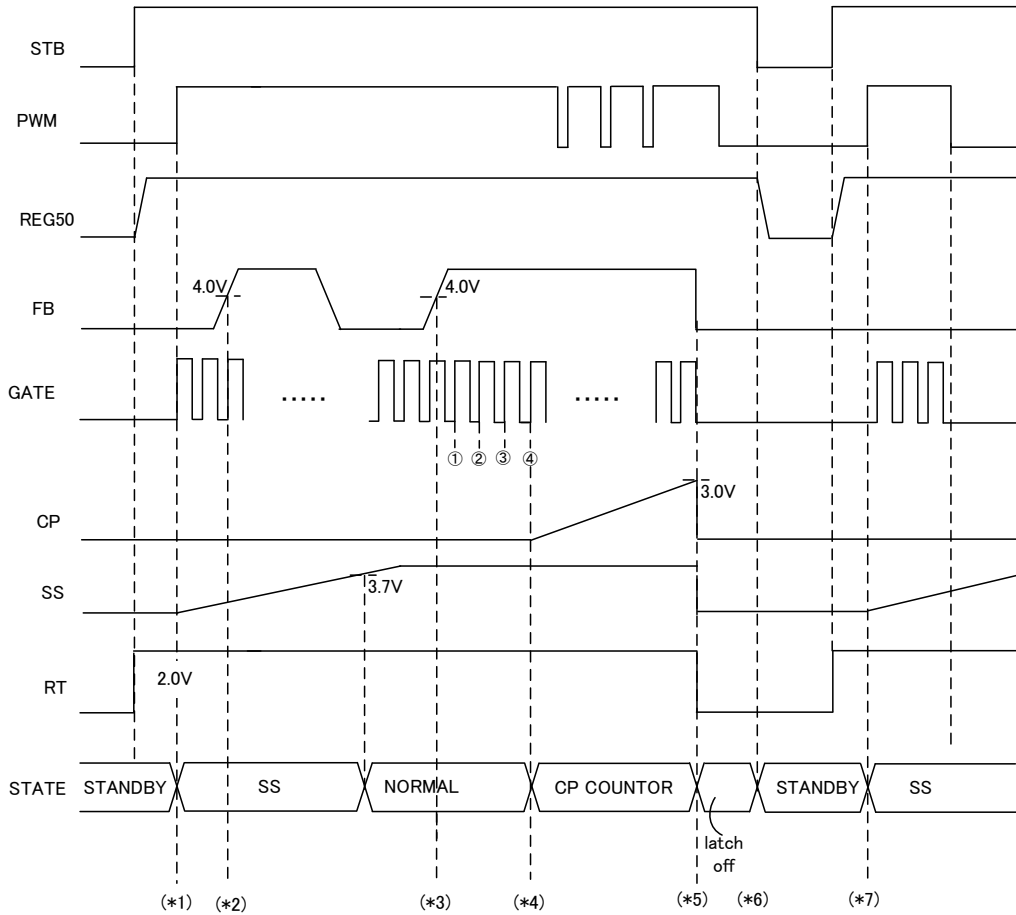 STB
PWM
REG50
4.0V
4.0V
FB
GATE
.....
.....
① ② ③ ④
3.0V
CP
3.7V
SS
2.0V
RT
STATE STANDBY SS NORMAL CP COUNTOR STANDBY SS
latch
off
(*1) (*2) (*3) (*4) (*5) (*6) (*7)